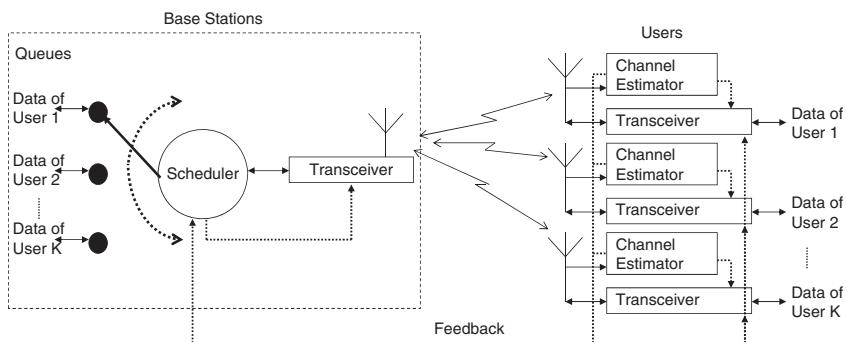 Base Stations
Queues
Data of
User 1
Data of
User 2
Data of
User K
Scheduler
Transceiver
Feedback
Users
Channel
Estimator
Transceiver
Data of
User 1
Channel
Estimator
Transceiver
Data of
User 2
Channel
Estimator
Transceiver
Data of
User K